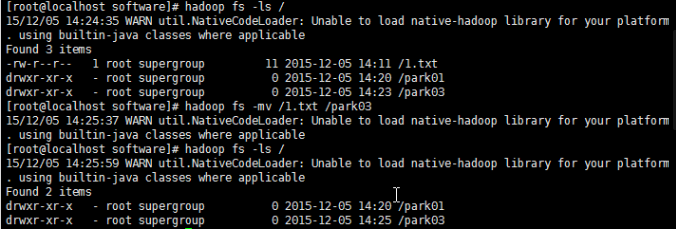 [root@localhost software]# hadoop fs -ls /
15/12/05 14:24:35 WARN util.NativeCodeLoader: Unable to load native-hadoop library for your platform
. using builtin-java classes where applicable
Found 3 items
-rw-r--r--   1 root supergroup         11 2015-12-05 14:11 /1.txt
drwxr-xr-x   - root supergroup          0 2015-12-05 14:20 /park01
drwxr-xr-x   - root supergroup          0 2015-12-05 14:23 /park03
[root@localhost software]# hadoop fs -mv /1.txt /park03
15/12/05 14:25:37 WARN util.NativeCodeLoader: Unable to load native-hadoop library for your platform
. using builtin-java classes where applicable
[root@localhost software]# hadoop fs -ls /
15/12/05 14:25:59 WARN util.NativeCodeLoader: Unable to load native-hadoop library for your platform
. using builtin-java classes where applicable
Found 2 items
drwxr-xr-x   - root supergroup          0 2015-12-05 14:20 /park01
drwxr-xr-x   - root supergroup          0 2015-12-05 14:25 /park03